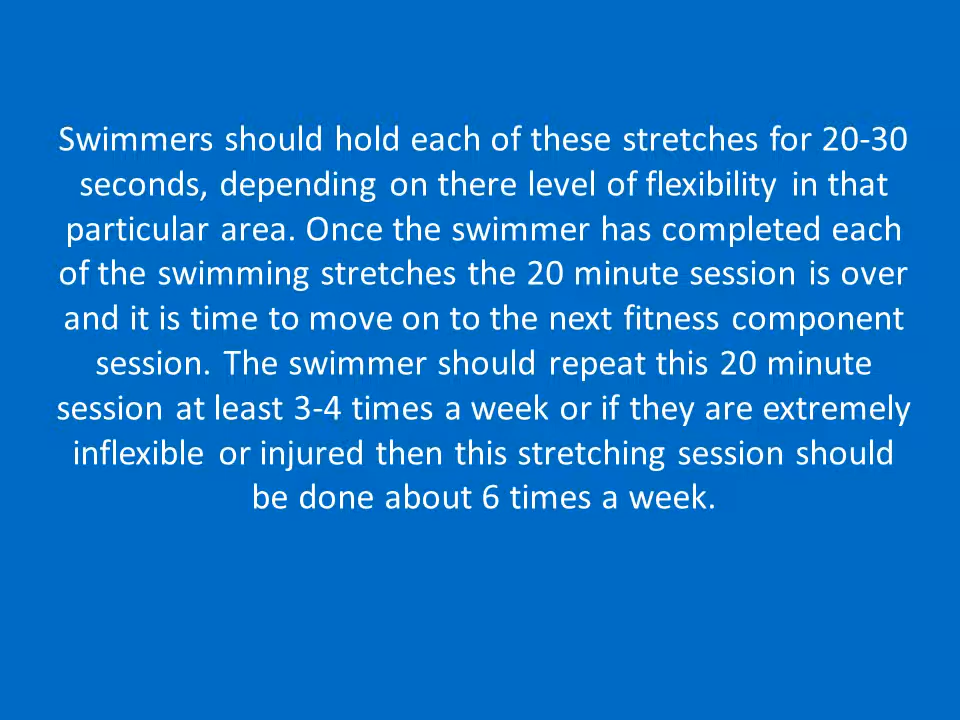 Swimmers should hold each of these stretches for 20-30
seconds, depending on there level of flexibility in that
particular area. Once the swimmer has completed each
of the swimming stretches the 20 minute session is over
and it is time to move on to the next fitness component
session. The swimmer should repeat this 20 minute
session at least 3-4 times a week or if they are extremely
inflexible or injured then this stretching session should
be done about 6 times a week.